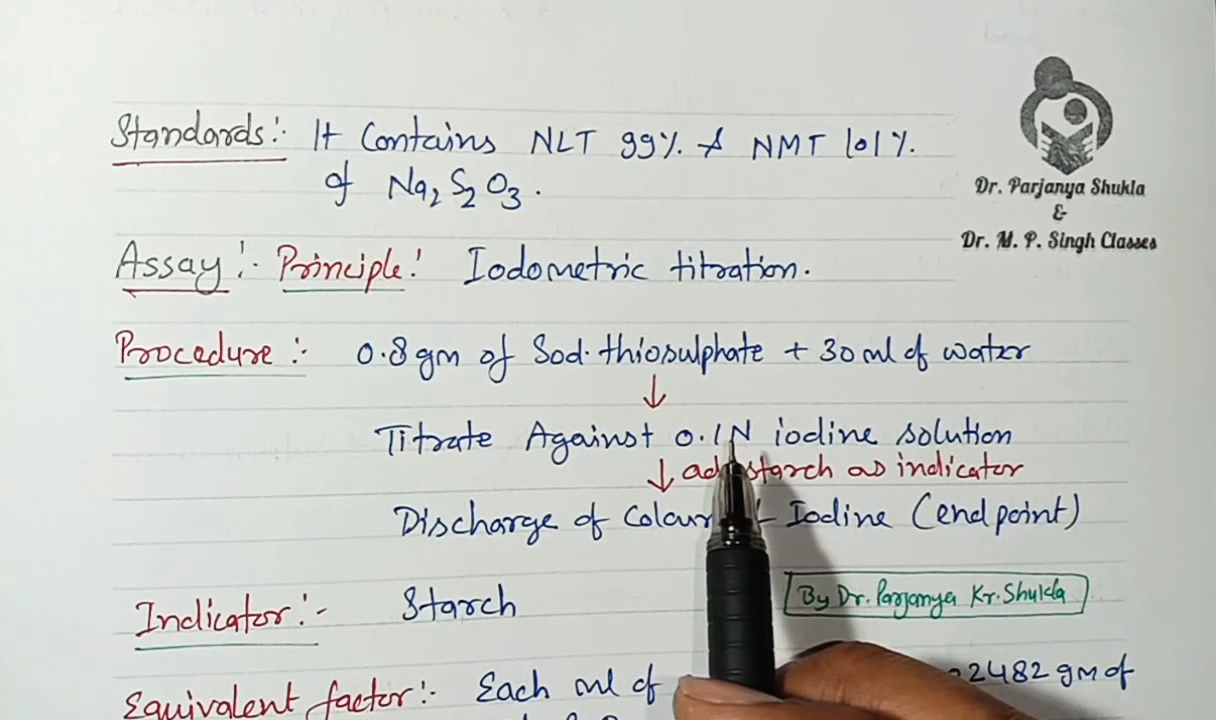 Standards:- It Contains NLT 99% & NMT 101%.
of Na2S2O3.
Dr. Parjanya Shukla
&
Dr. M. P. Singh Classes
Assay:- Principle: Iodometric titration.
Procedure:- 0.8 gm of Sod. thiosulphate + 30 ml of water
↓
Titrate Against 0.1N iodine solution
↓ starch as indicator
Discharge of Iodine (end point)
Indicator:- Starch
By Dr. Parjanya Kr. Shukla
Equivalent factor:- Each ml of 2482 gm of